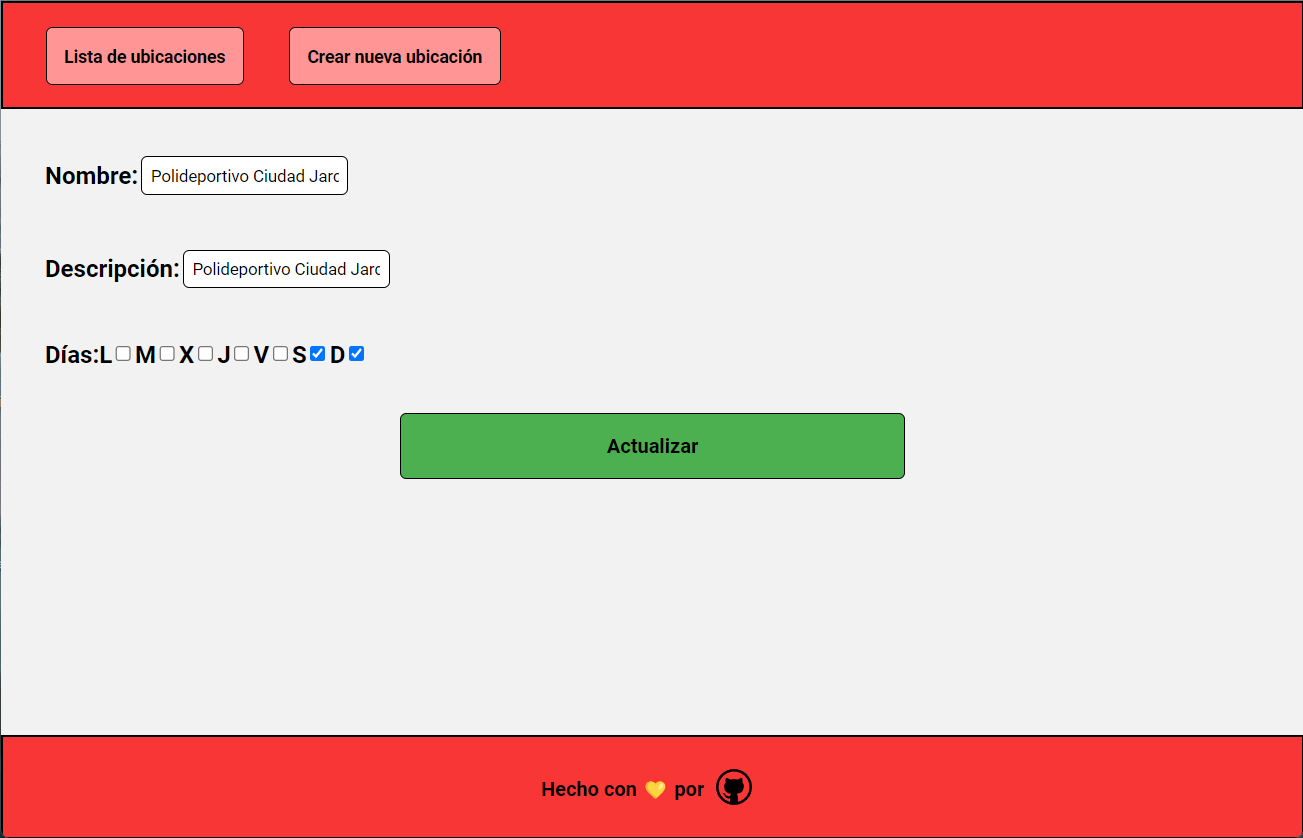 Lista de ubicaciones Crear nueva ubicación
Nombre: Polideportivo Ciudad Jarc
Descripción: Polideportivo Ciudad Jarc
Días:L M X J V S D
Actualizar
Hecho con 💛 por